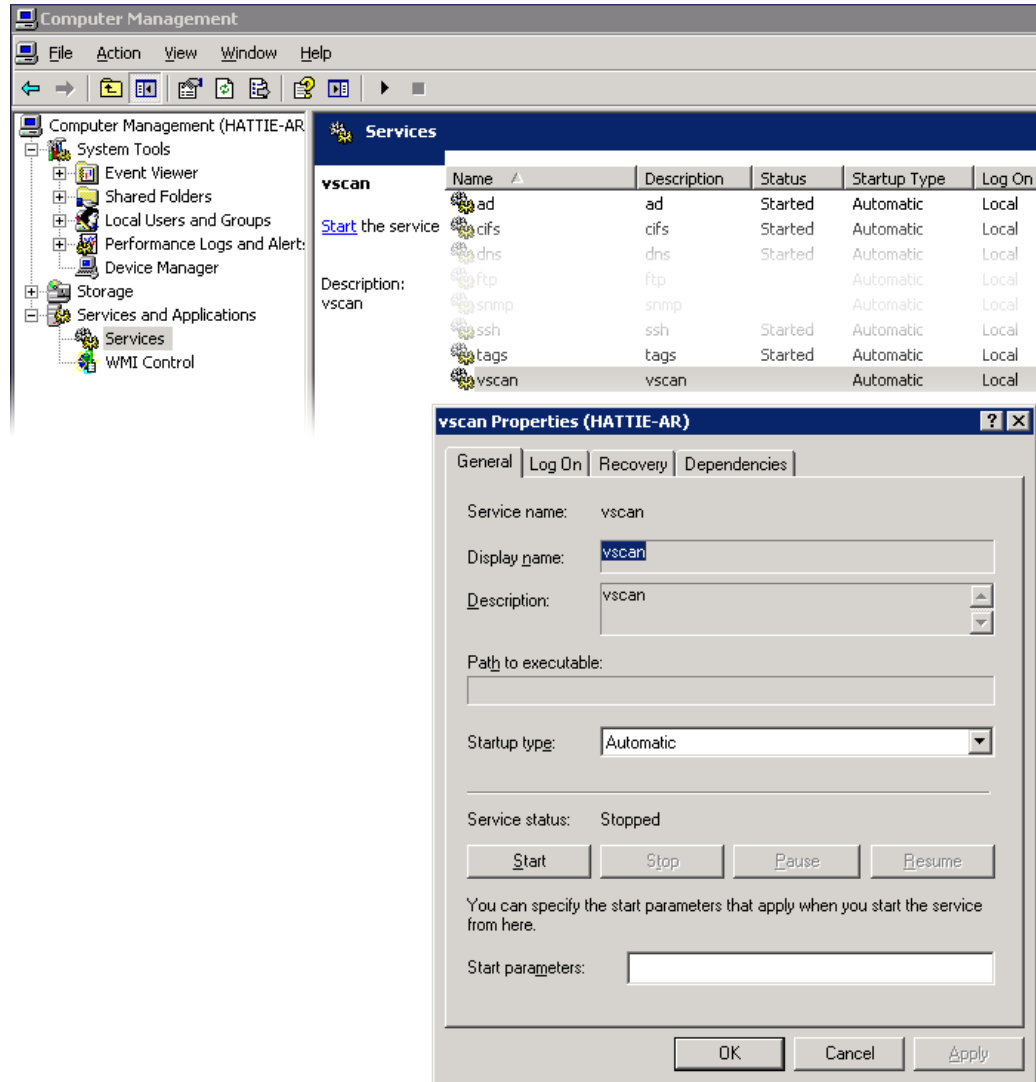 Computer Management
File Action View Window Help
Computer Management (HATTIE-AR
System Tools
Event Viewer
Shared Folders
Local Users and Groups
Performance Logs and Alert
Device Manager
Storage
Services and Applications
Services
WMI Control
Services
vscan
Start the service
Description:
vscan
Name Description Status Startup Type Log On
ad ad Started Automatic Local
cifs cifs Started Automatic Local
dns dns Started Automatic Local
ftp ftp Automatic Local
snmp snmp Automatic Local
ssh ssh Started Automatic Local
tags tags Started Automatic Local
vscan vscan Automatic Local
vscan Properties (HATTIE-AR)
General Log On Recovery Dependencies
Service name: vscan
Display name: vscan
Description: vscan
Path to executable:
Startup type: Automatic
Service status: Stopped
Start Stop Pause Resume
You can specify the start parameters that apply when you start the service
from here.
Start parameters:
OK Cancel Apply